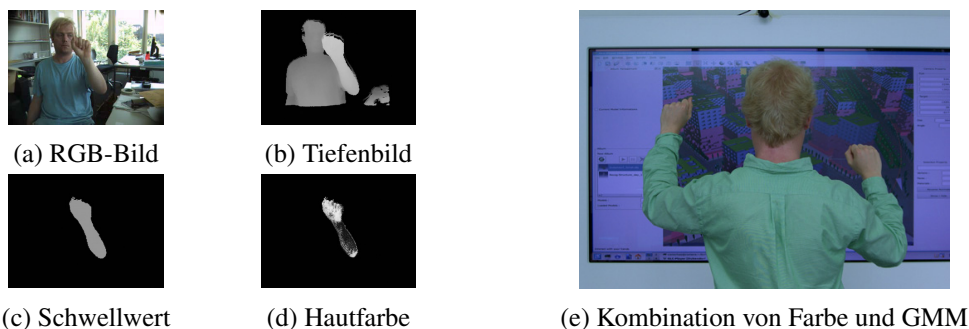 (a) RGB-Bild
(b) Tiefenbild
(c) Schwellwert
(d) Hautfarbe
(e) Kombination von Farbe und GMM